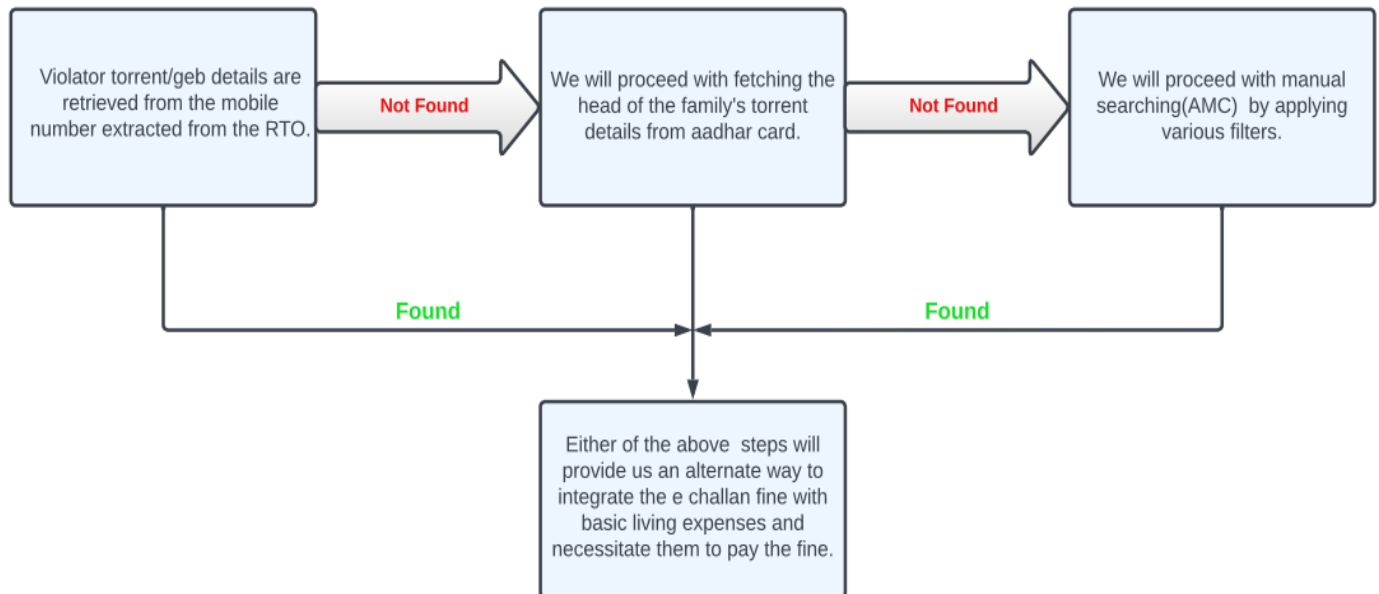 Violator torrent/geb details are
retrieved from the mobile
number extracted from the RTO.
Not Found
We will proceed with fetching the
head of the family's torrent
details from aadhar card.
Not Found
We will proceed with manual
searching(AMC) by applying
various filters.
Found
Found
Either of the above steps will
provide us an alternate way to
integrate the e challan fine with
basic living expenses and
necessitate them to pay the fine.